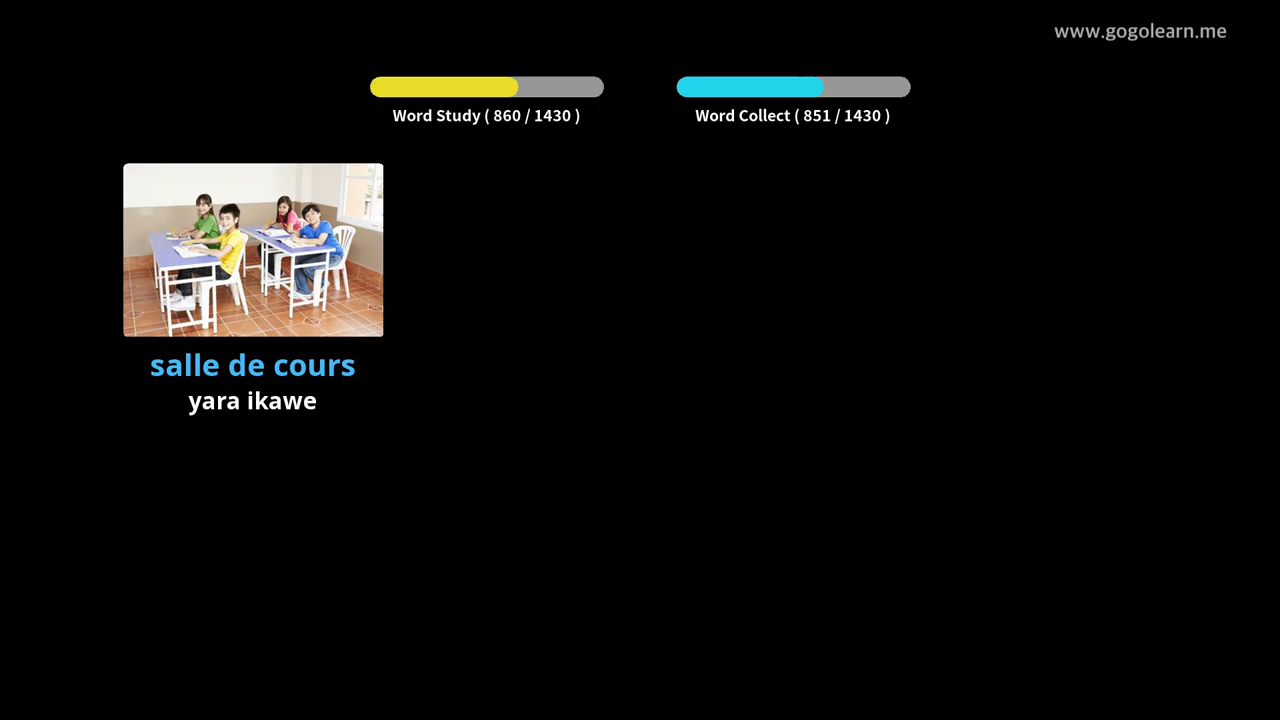 www.gogolearn.me
Word Study ( 860 / 1430 )
Word Collect ( 851 / 1430 )
salle de cours
yara ikawe